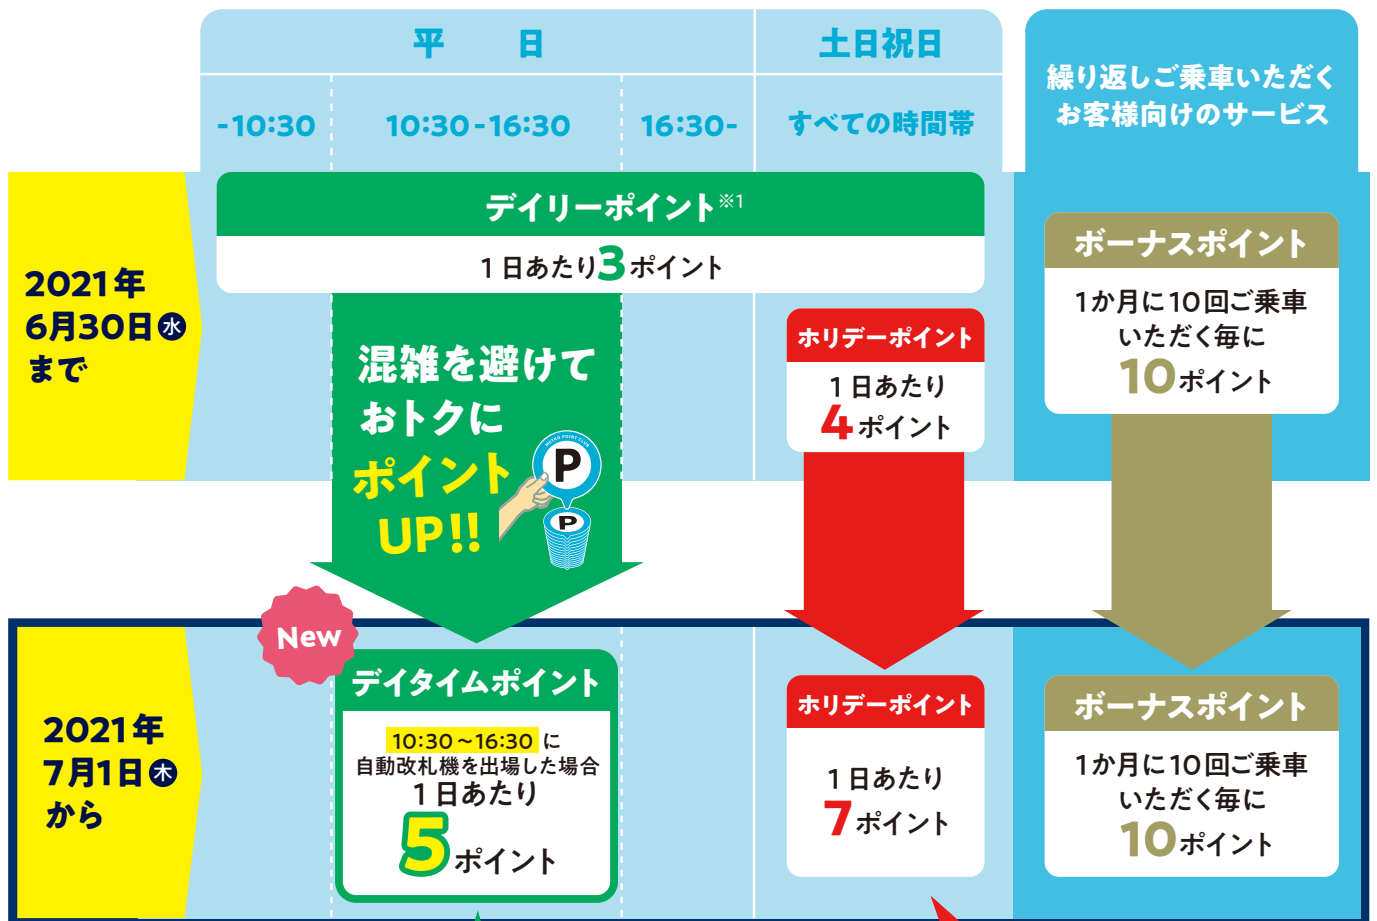 平 日
土日祝日
繰り返しご乗車いただく
お客様向けのサービス
-10:30
10:30-16:30
16:30-
すべての時間帯
2021年
6月30日水
まで
デイリーポイント※1
1日あたり3ポイント
混雑を避けて
おトクに
ポイント
UP!!
METRO POINT CLUB
P
P
ホリデーポイント
1日あたり
4ポイント
ボーナスポイント
1か月に10回ご乗車
いただく毎に
10ポイント
New
2021年
7月1日木
から
デイタイムポイント
10:30~16:30に
自動改札機を出場した場合
1日あたり
5ポイント
ホリデーポイント
1日あたり
7ポイント
ボーナスポイント
1か月に10回ご乗車
いただく毎に
10ポイント